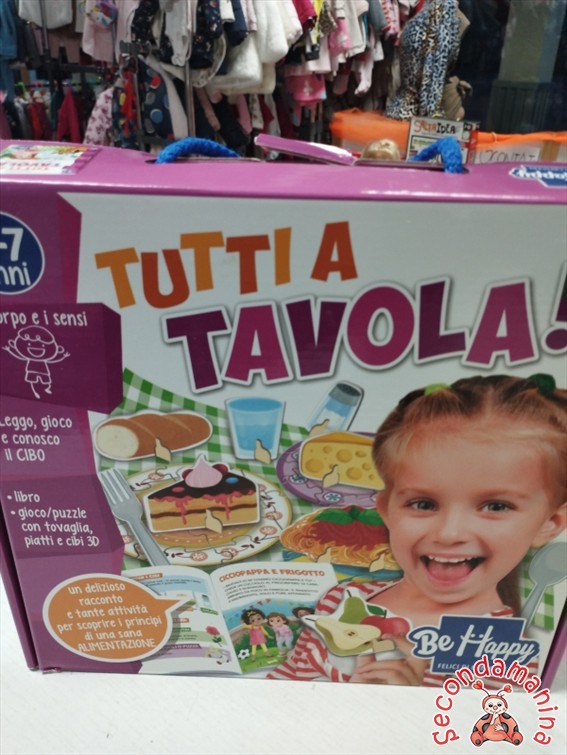 -7
nni
TUTTI A
TAVOLA!
orpo e i sensi
Leggo, gioco
e conosco
il CIBO
• libro
• gioco/puzzle
con tovaglia,
piatti e cibi 3D
un delizioso
racconto
e tante attività
per scoprire i principi
di una sana
ALIMENTAZIONE
CICCIOPAPPA E FRIGOTTO
Be Happy
FELICI
Secondamanina